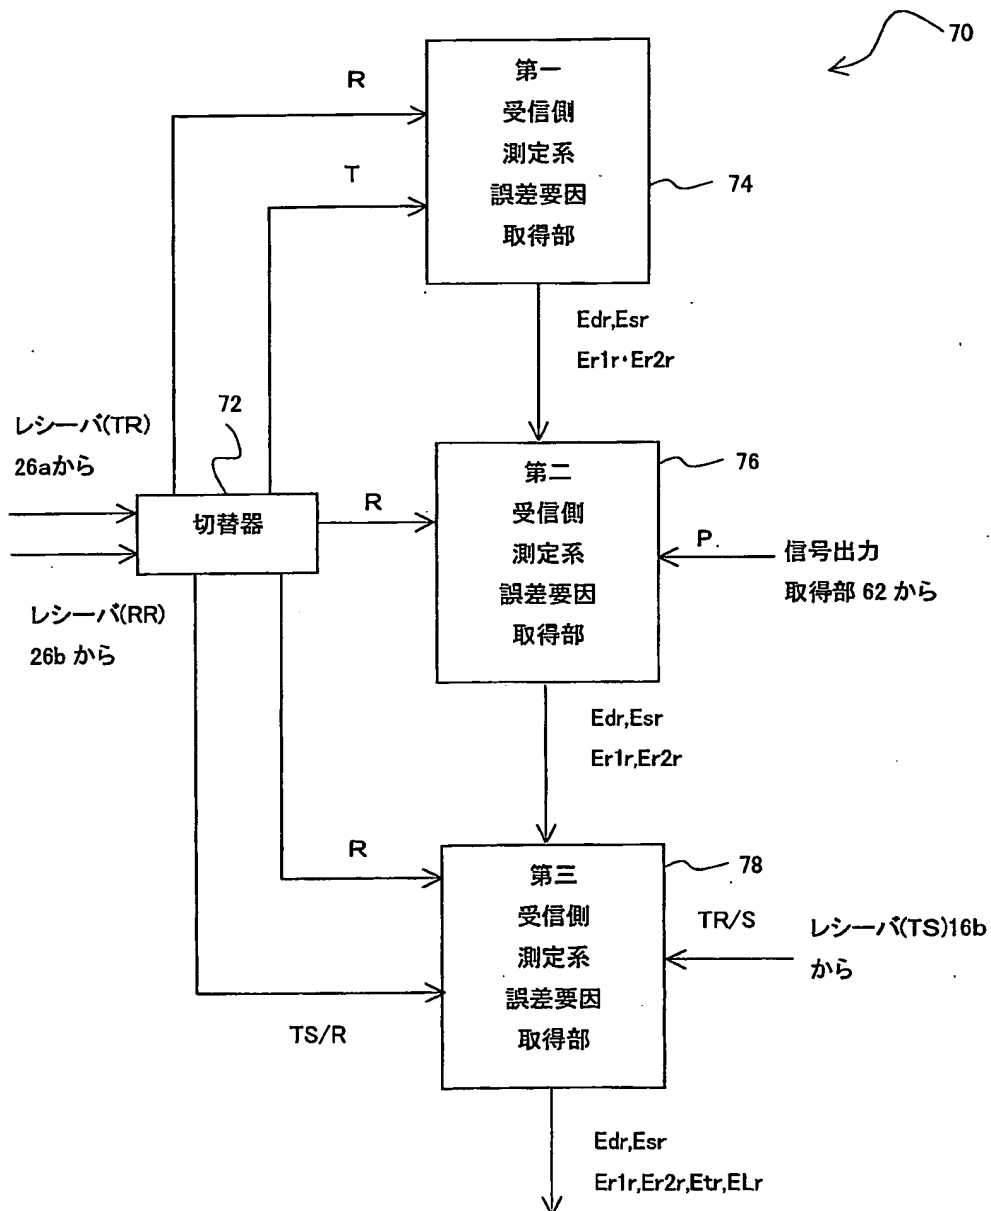 70
第一
受信側
測定系
誤差要因
取得部
R
T
74
Edr,Esr
Er1r・Er2r
レシーバ(TR)
26aから
72
切替器
レシーバ(RR)
26b から
R
第二
受信側
測定系
誤差要因
取得部
76
P.
信号出力
取得部 62 から
Edr,Esr
Er1r,Er2r
R
TS/R
第三
受信側
測定系
誤差要因
取得部
78
TR/S
レシーバ(TS)16b
から
Edr,Esr
Er1r,Er2r,Etr,ELr